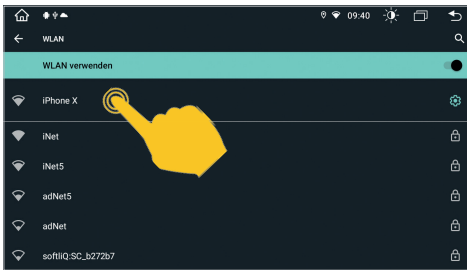 09:40
WLAN
WLAN verwenden
iPhone X
iNet
iNet5
adNet5
adNet
softliQ:SC_b272b7